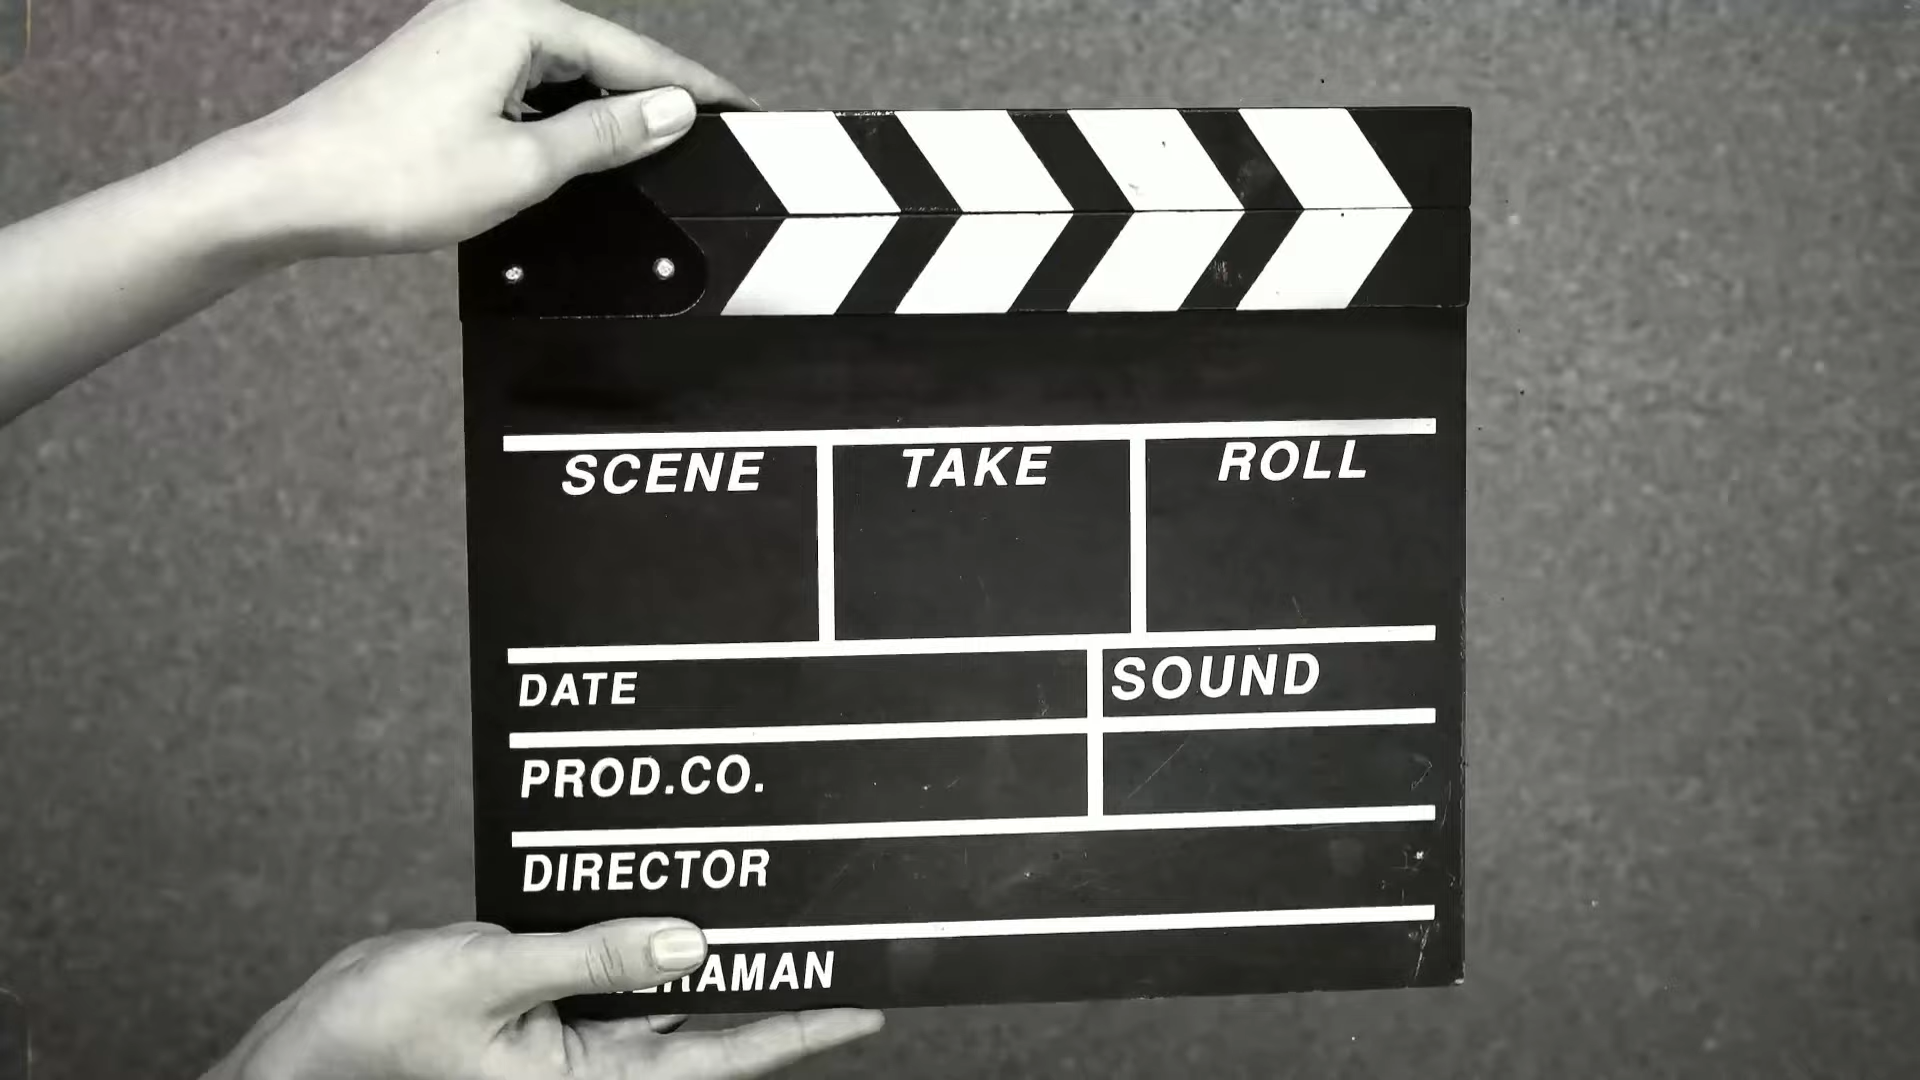 SCENE TAKE ROLL
DATE SOUND
PROD.CO.
DIRECTOR